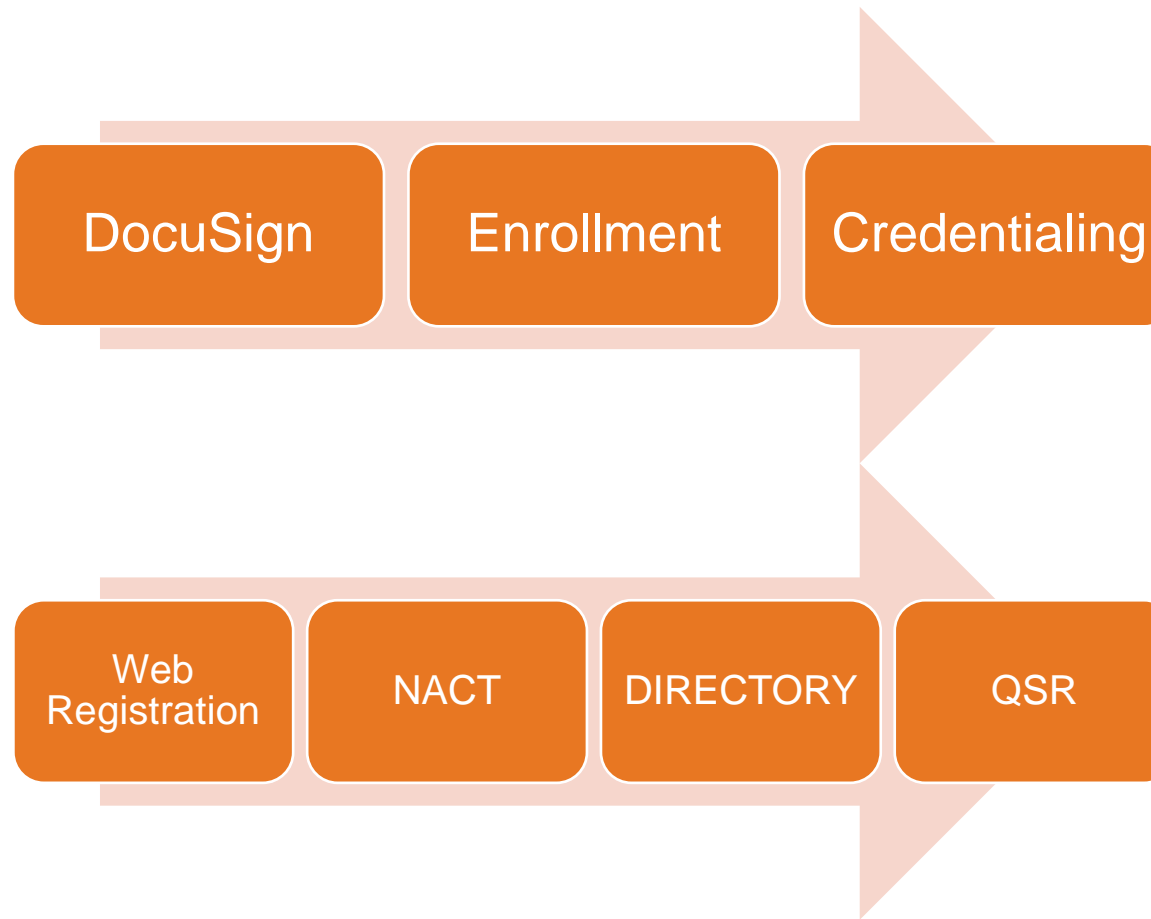 DocuSign
Enrollment
Credentialing
Web
Registration
NACT
DIRECTORY
QSR